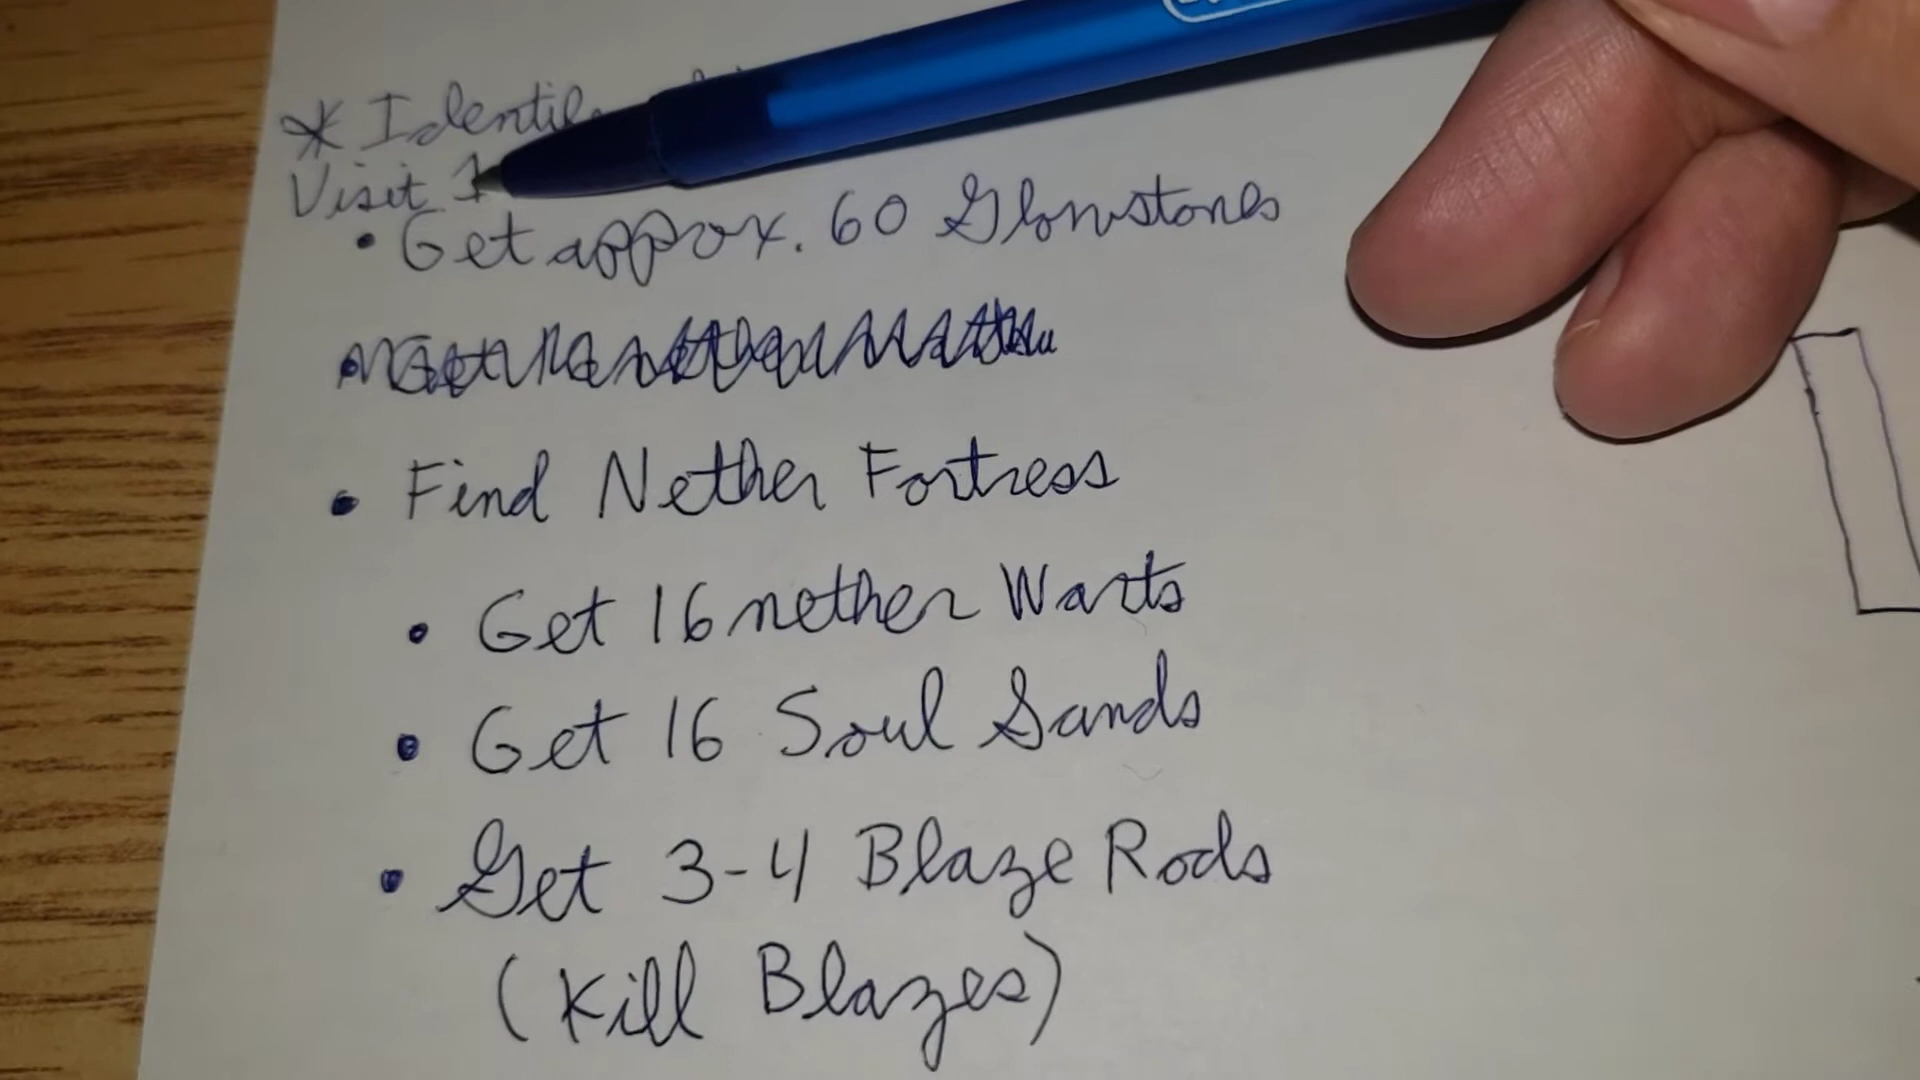 Visit 1
• Get approx. 60 Glowstones
• Find Nether Fortress
• Get 16 nether Warts
• Get 16 Soul Sands
• Get 3-4 Blaze Rods
(Kill Blazes)